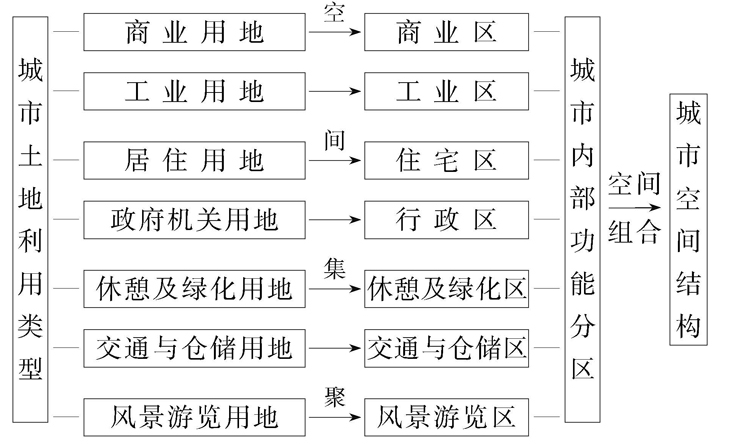 城市土地利用类型
商业用地
工业用地
居住用地
政府机关用地
休憩及绿化用地
交通与仓储用地
风景游览用地
空间集聚
商业区
工业区
住宅区
行政区
休憩及绿化区
交通与仓储区
风景游览区
城市内部功能分区
空间
组合
城市空间结构